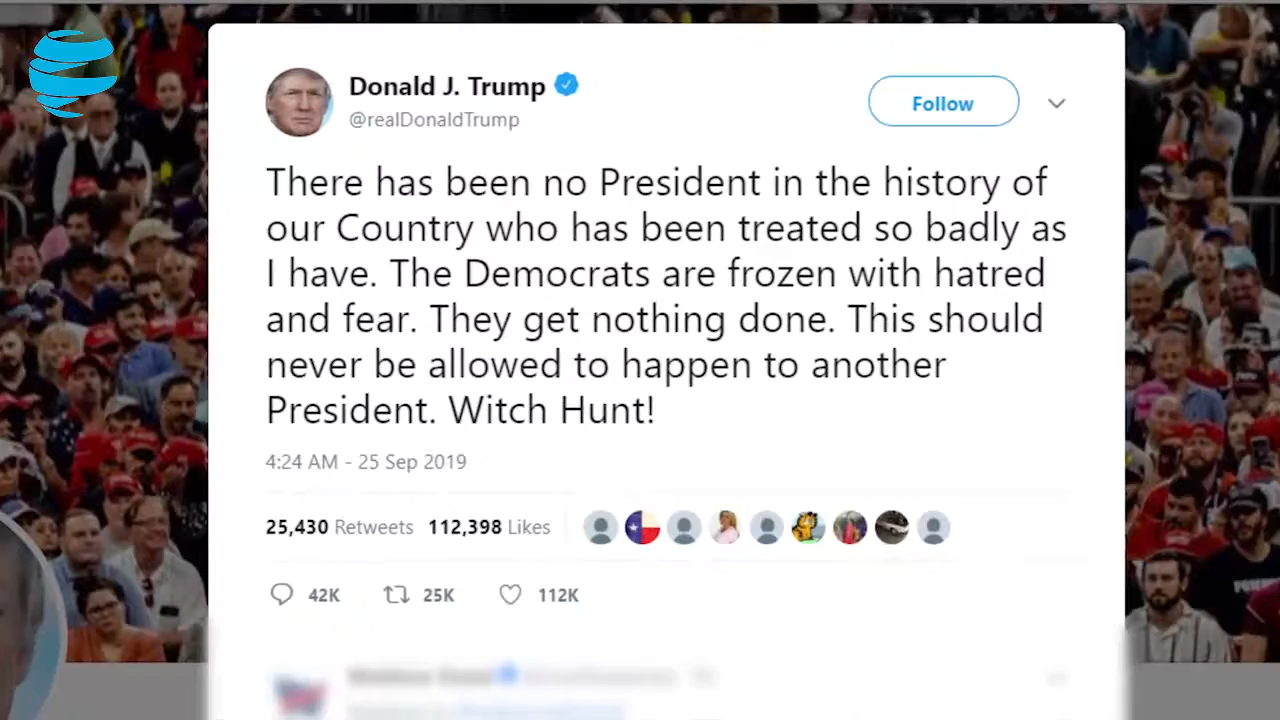 Donald J. Trump
@realDonaldTrump
Follow
There has been no President in the history of
our Country who has been treated so badly as
I have. The Democrats are frozen with hatred
and fear. They get nothing done. This should
never be allowed to happen to another
President. Witch Hunt!
4:24 AM - 25 Sep 2019
25,430 Retweets 112,398 Likes
42K 25K 112K